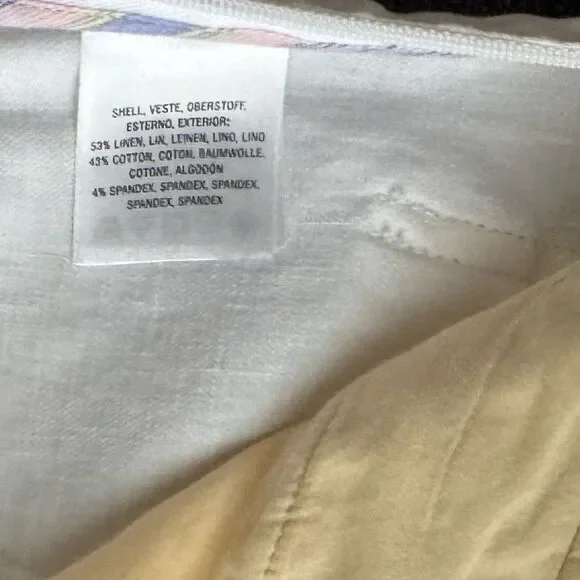 SHELL, VESTE, OBERSTOFF,
ESTERNO, EXTERIOR:
53% LINEN, LIN, LEINEN, LINO, LINO
43% COTTON, COTON, BAUMWOLLE,
COTONE, ALGODÓN
4% SPANDEX, SPANDEX, SPANDEX,
SPANDEX, SPANDEX